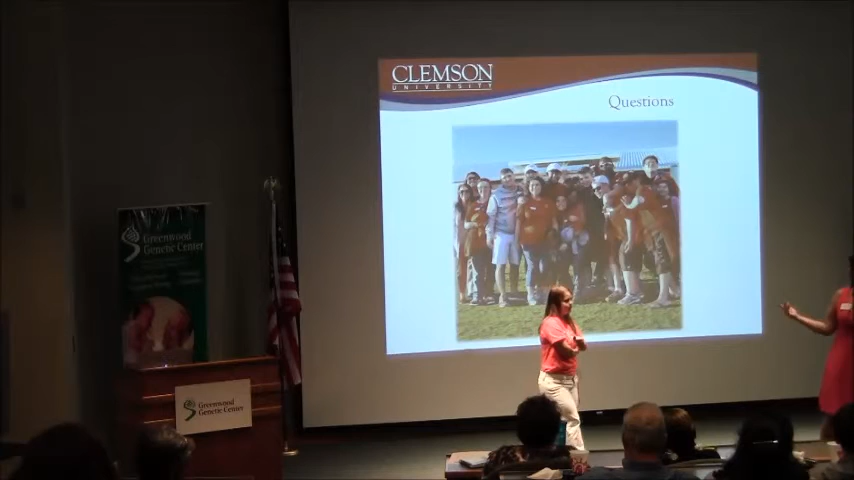 CLEMSON
UNIVERSITY
Questions
Greenwood
Genetic Center
Greenwood
Genetic Center